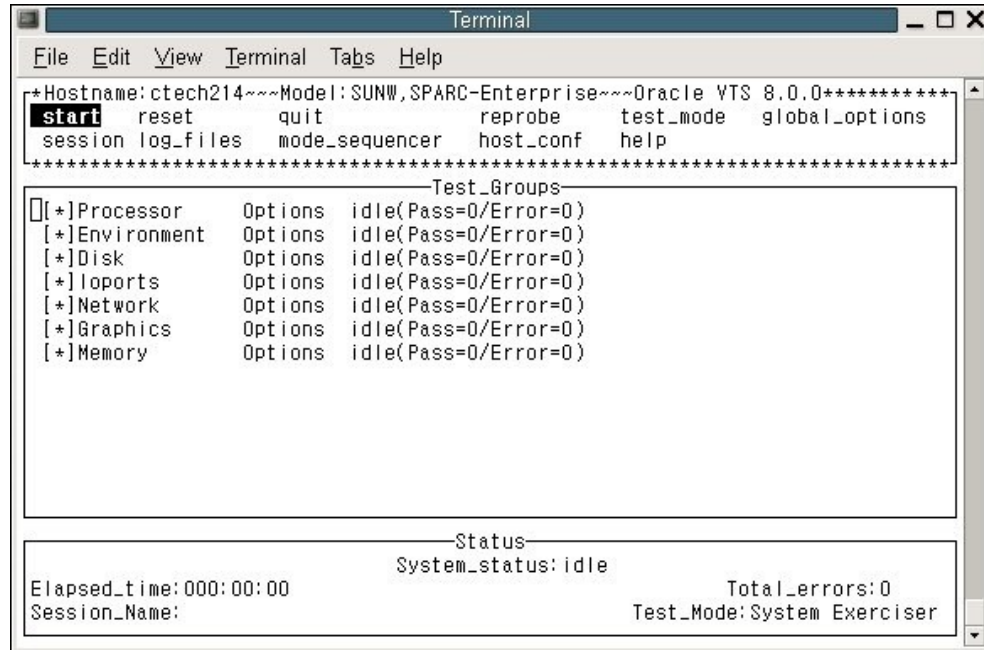 Terminal
File Edit View Terminal Tabs Help
*Hostname:ctech214~~~Model:SUNW,SPARC-Enterprise~~~Oracle VTS 8.0.0***********
start reset quit reprobe test_mode global_options
session log_files mode_sequencer host_conf help
******************************************************************************
Test_Groups
[*]Processor Options idle(Pass=0/Error=0)
[*]Environment Options idle(Pass=0/Error=0)
[*]Disk Options idle(Pass=0/Error=0)
[*]Ioports Options idle(Pass=0/Error=0)
[*]Network Options idle(Pass=0/Error=0)
[*]Graphics Options idle(Pass=0/Error=0)
[*]Memory Options idle(Pass=0/Error=0)
Status
System_status:idle
Elapsed_time:000:00:00 Total_errors:0
Session_Name: Test_Mode:System Exerciser